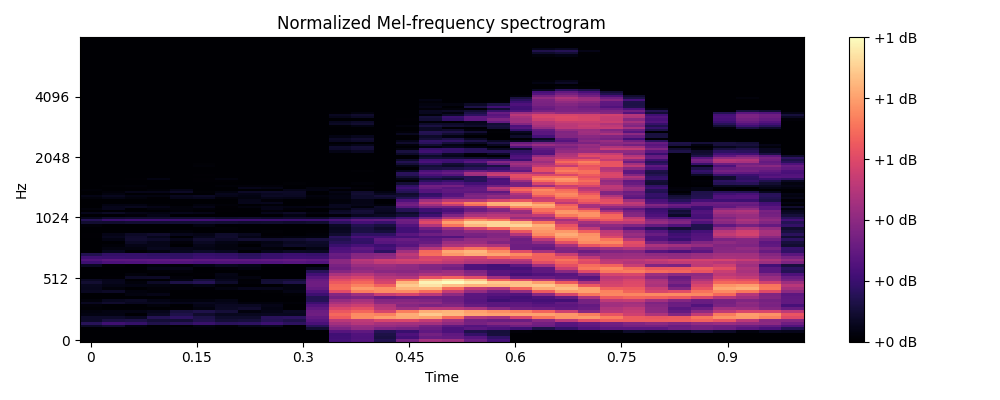 Normalized Mel-frequency spectrogram
Hz
4096
2048
1024
512
0
0 0.15 0.3 0.45 0.6 0.75 0.9
Time
+1 dB
+1 dB
+1 dB
+0 dB
+0 dB
+0 dB